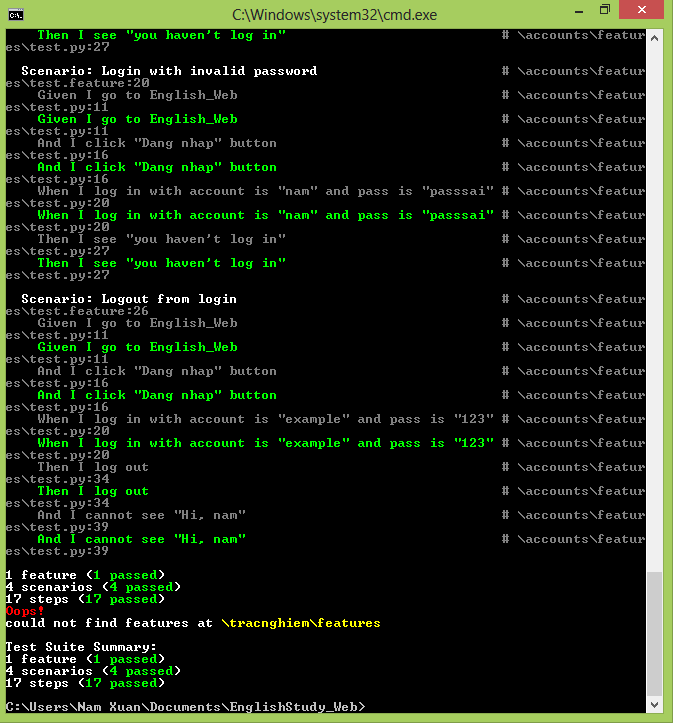 C:\Windows\system32\cmd.exe
Then I see "you haven't log in" # \accounts\featur
es\test.py:27
Scenario: Login with invalid password # \accounts\featur
es\test.feature:20
Given I go to English_Web # \accounts\featur
es\test.py:11
Given I go to English_Web # \accounts\featur
es\test.py:11
And I click "Dang nhap" button # \accounts\featur
es\test.py:16
And I click "Dang nhap" button # \accounts\featur
es\test.py:16
When I log in with account is "nam" and pass is "passsai" # \accounts\featur
es\test.py:20
When I log in with account is "nam" and pass is "passsai" # \accounts\featur
es\test.py:20
Then I see "you haven't log in" # \accounts\featur
es\test.py:27
Then I see "you haven't log in" # \accounts\featur
es\test.py:27
Scenario: Logout from login # \accounts\featur
es\test.feature:26
Given I go to English_Web # \accounts\featur
es\test.py:11
Given I go to English_Web # \accounts\featur
es\test.py:11
And I click "Dang nhap" button # \accounts\featur
es\test.py:16
And I click "Dang nhap" button # \accounts\featur
es\test.py:16
When I log in with account is "example" and pass is "123" # \accounts\featur
es\test.py:20
When I log in with account is "example" and pass is "123" # \accounts\featur
es\test.py:20
Then I log out # \accounts\featur
es\test.py:34
Then I log out # \accounts\featur
es\test.py:34
And I cannot see "Hi, nam" # \accounts\featur
es\test.py:39
And I cannot see "Hi, nam" # \accounts\featur
es\test.py:39
1 feature (1 passed)
4 scenarios (4 passed)
17 steps (17 passed)
Oops!
could not find features at \tracnghiem\features
Test Suite Summary:
1 feature (1 passed)
4 scenarios (4 passed)
17 steps (17 passed)
C:\Users\Nam Xuan\Documents\EnglishStudy_Web>